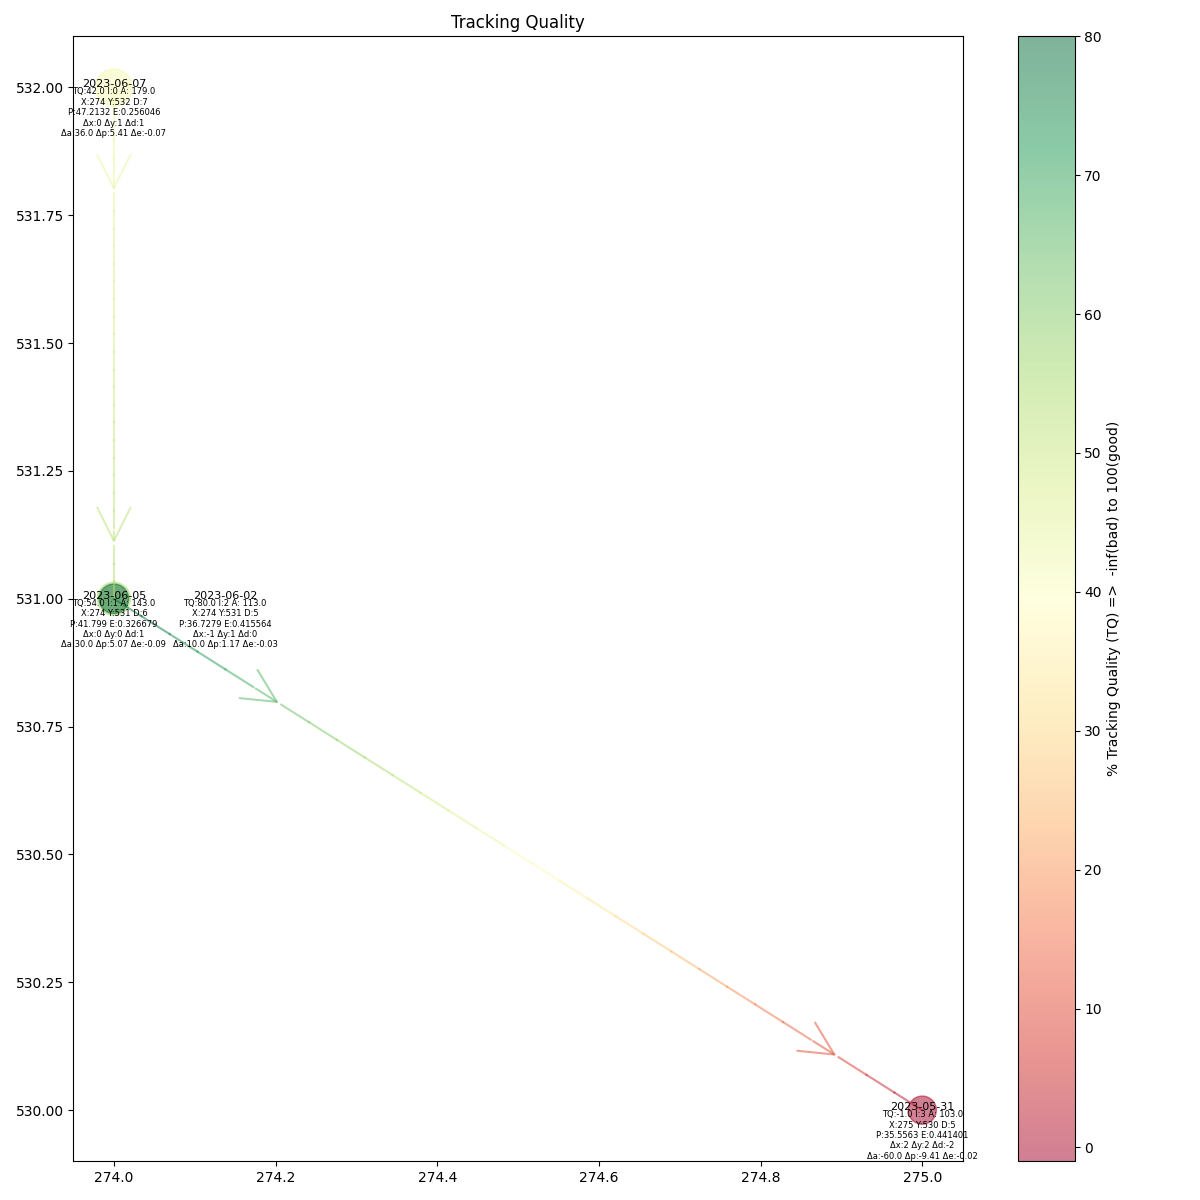 Tracking Quality
532.00
531.75
531.50
531.25
531.00
530.75
530.50
530.25
530.00
2023-06-07
TQ:42.0 I:0 A: 179.0
X:274 Y:532 D:7
P:47.2132 E:0.256046
Δx:0 Δy:1 Δd:1
Δa:36.0 Δp:5.41 Δe:-0.07
2023-06-05
TQ:54.0 I:1 A: 143.0
X:274 Y:531 D:6
P:41.799 E:0.326679
Δx:0 Δy:0 Δd:1
Δa:30.0 Δp:5.07 Δe:-0.09
2023-06-02
TQ:80.0 I:2 A: 113.0
X:274 Y:531 D:5
P:36.7279 E:0.415564
Δx:-1 Δy:1 Δd:0
Δa:10.0 Δp:1.17 Δe:-0.03
2023-05-31
TQ:-1.0 I:3 A: 103.0
X:275 Y:530 D:5
P:35.5563 E:0.441401
Δx:2 Δy:2 Δd:-2
Δa:-60.0 Δp:-9.41 Δe:-0.02
274.0 274.2 274.4 274.6 274.8 275.0
80
70
60
50
40
30
20
10
0
% Tracking Quality (TQ) => -inf(bad) to 100(good)